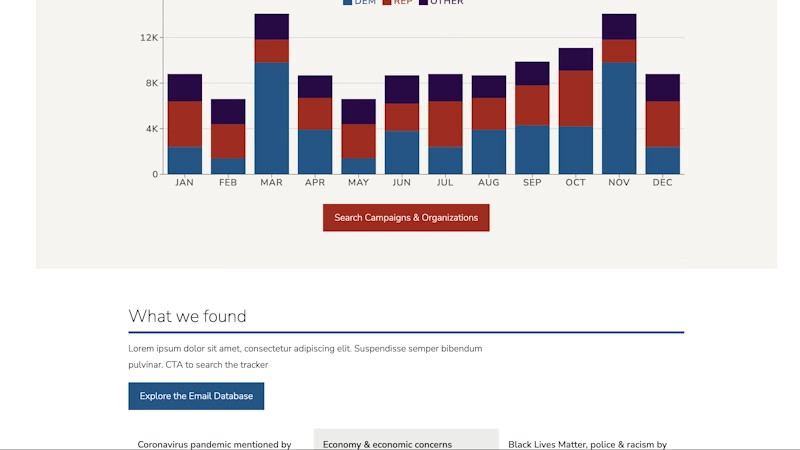 DEM REP OTHER
12K
8K
4K
0
JAN FEB MAR APR MAY JUN JUL AUG SEP OCT NOV DEC
Search Campaigns & Organizations
What we found
Lorem ipsum dolor sit amet, consectetur adipiscing elit. Suspendisse semper bibendum
pulvinar. CTA to search the tracker
Explore the Email Database
Coronavirus pandemic mentioned by
Economy & economic concerns
Black Lives Matter, police & racism by